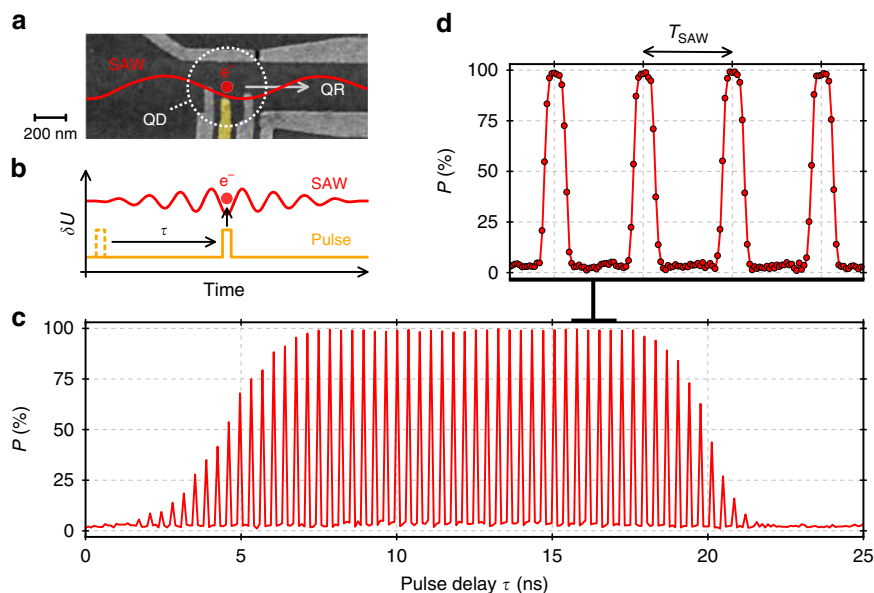 a
SAW
e⁻
QR
QD
200 nm
b
e⁻
SAW
δU
τ
Pulse
Time
c
100
75
50
25
0
P (%)
0
5
10
15
20
25
Pulse delay τ (ns)
d
T_SAW
100
75
50
25
0
P (%)